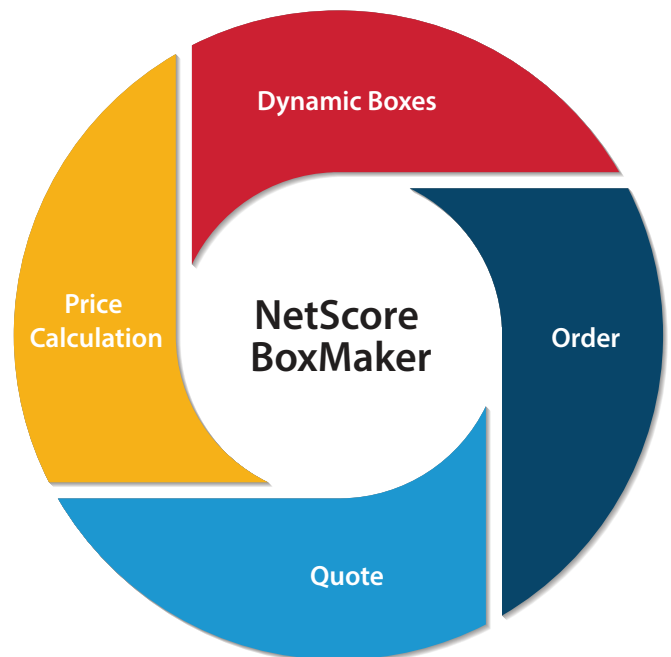 Dynamic Boxes
Price
Calculation
NetScore
BoxMaker
Order
Quote